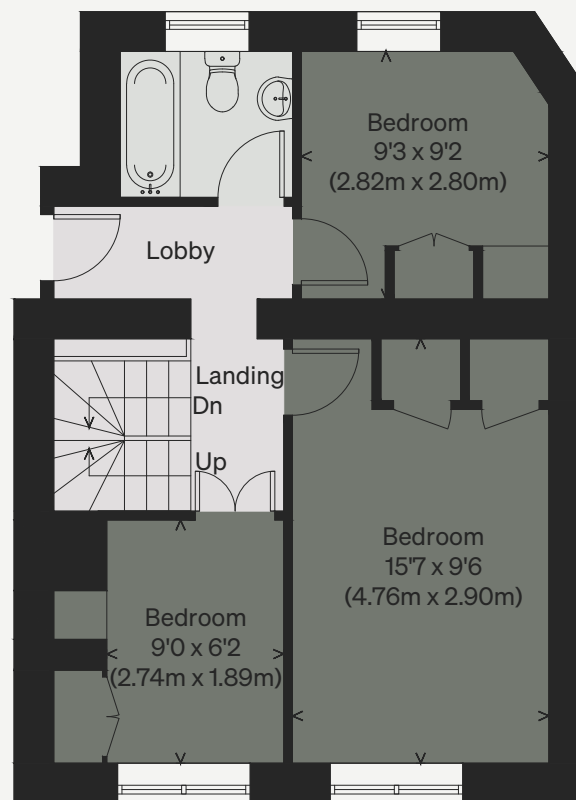 Bedroom
9'3 x 9'2
(2.82m x 2.80m)
Lobby
Landing
Dn
Up
Bedroom
15'7 x 9'6
(4.76m x 2.90m)
Bedroom
9'0 x 6'2
(2.74m x 1.89m)